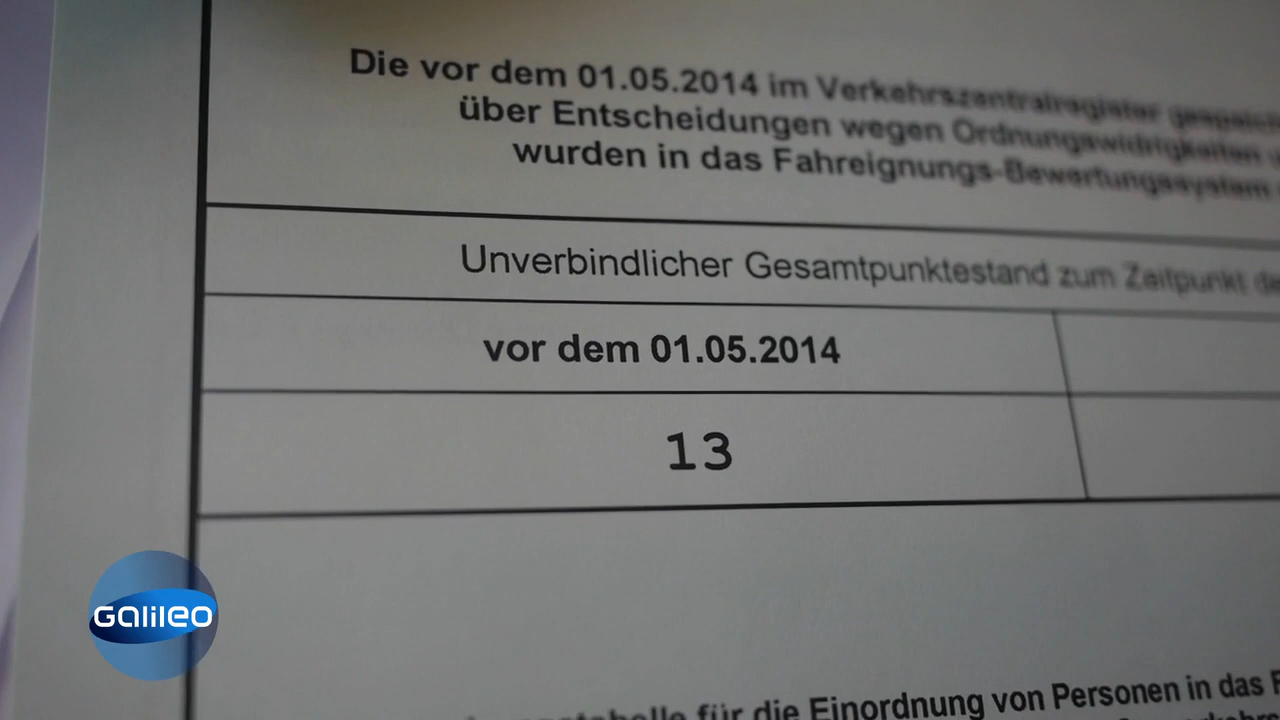 Die vor dem 01.05.2014 im Verkehrszentralregister
über Entscheidungen wegen Ordnungswidrigkeiten
wurden in das Fahreignungs-Bewertungssystem
Unverbindlicher Gesamtpunktestand zum Zeitpunkt
vor dem 01.05.2014
13
GALILEO
für die Einordnung von Personen in das